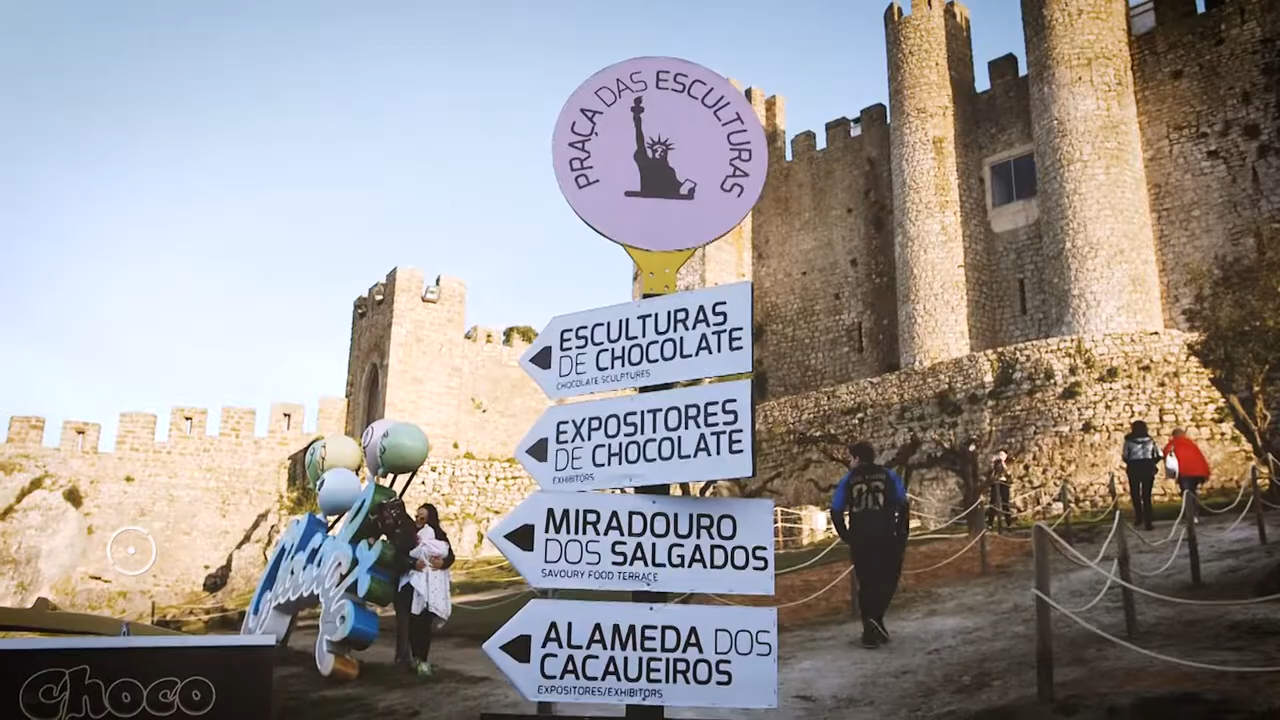 PRAÇA DAS ESCULTURAS
ESCULTURAS
DE CHOCOLATE
CHOCOLATE SCULPTURES
EXPOSITORES
DE CHOCOLATE
EXHIBITORS
MIRADOURO
DOS SALGADOS
SAVOURY FOOD TERRACE
ALAMEDA DOS
CACAUEIROS
EXPOSITORES/EXHIBITORS
choco